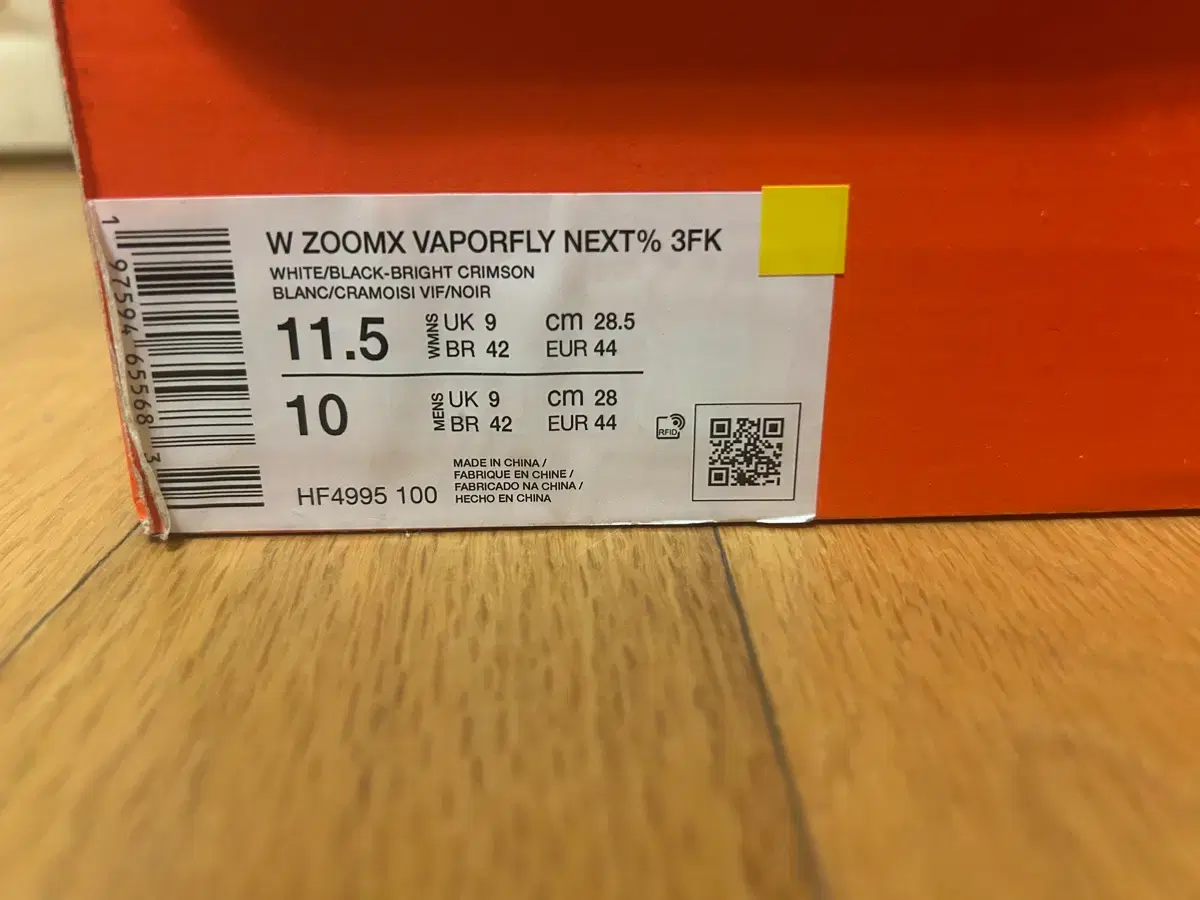 1 97594 65568 3
W ZOOMX VAPORFLY NEXT% 3FK
WHITE/BLACK-BRIGHT CRIMSON
BLANC/CRAMOISI VIF/NOIR
11.5 WMNS UK 9 cm 28.5
BR 42 EUR 44
10 MENS UK 9 cm 28
BR 42 EUR 44
RFID
MADE IN CHINA /
FABRIQUE EN CHINE /
FABRICADO NA CHINA /
HECHO EN CHINA
HF4995 100